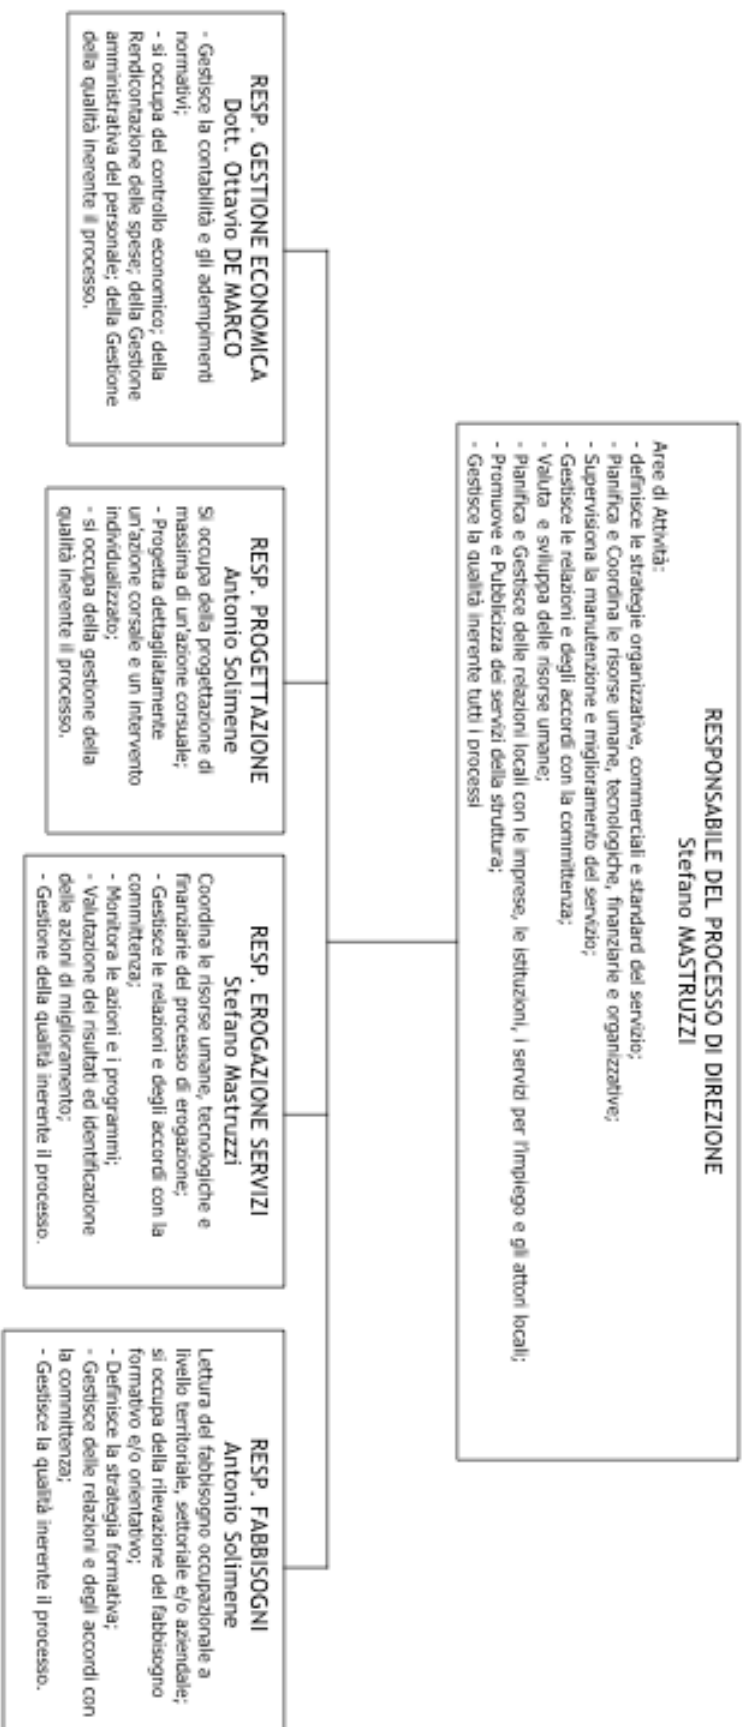 RESPONSABILE DEL PROCESSO DI DIREZIONE
Stefano MASTRUZZI
Aree di Attività:
- definisce le strategie organizzative, commerciali e standard del servizio;
- Pianifica e Coordina le risorse umane, tecnologiche, finanziarie e organizzative;
- Supervisiona la manutenzione e miglioramento del servizio;
- Gestisce le relazioni e degli accordi con la committenza;
- Valuta e sviluppa delle risorse umane;
- Pianifica e Gestisce delle relazioni locali con le imprese, le istituzioni, i servizi per l'impiego e gli attori locali;
- Promuove e Pubblicizza dei servizi della struttura;
- Gestisce la qualità inerente tutti i processi
RESP. GESTIONE ECONOMICA
Dott. Ottavio DE MARCO
- Gestisce la contabilità e gli adempimenti
normativi;
- si occupa del controllo economico; della
Rendicontazione delle spese; della Gestione
amministrativa del personale; della Gestione
della qualità inerente il processo.
RESP. PROGETTAZIONE
Antonio Solimene
Si occupa della progettazione di
massima di un'azione corsuale;
- Progetta dettagliatamente
un'azione corsale e un intervento
individualizzato;
- si occupa della gestione della
qualità inerente il processo.
RESP. EROGAZIONE SERVIZI
Stefano Mastruzzi
Coordina le risorse umane, tecnologiche e
finanziarie del processo di erogazione;
- Gestisce le relazioni e degli accordi con la
committenza;
- Monitora le azioni e i programmi;
- Valutazione dei risultati ed identificazione
delle azioni di miglioramento;
- Gestione della qualità inerente il processo.
RESP. FABBISOGNI
Antonio Solimene
Lettura del fabbisogno occupazionale a
livello territoriale, settoriale e/o aziendale;
si occupa della rilevazione del fabbisogno
formativo e/o orientativo;
- Definisce la strategia formativa;
- Gestisce delle relazioni e degli accordi con
la committenza;
- Gestisce la qualità inerente il processo.